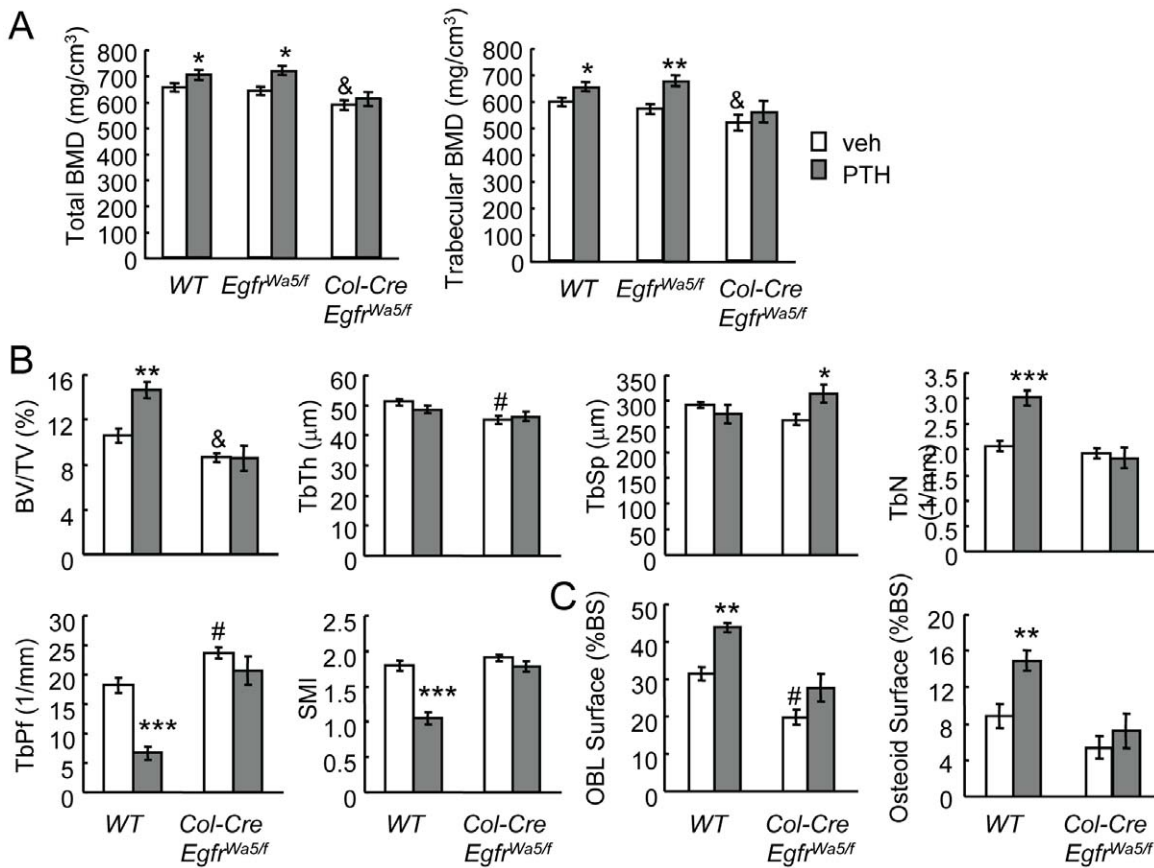 A
Total BMD (mg/cm³)
800
700
600
500
400
300
200
100
0
*
*
&
WT
Egfr^Wa5/f
Col-Cre
Egfr^Wa5/f
Trabecular BMD (mg/cm³)
800
700
600
500
400
300
200
100
0
*
**
&
WT
Egfr^Wa5/f
Col-Cre
Egfr^Wa5/f
veh
PTH
B
BV/TV (%)
16
12
8
4
0
**
&
TbTh (μm)
60
50
40
30
20
10
0
#
TbSp (μm)
350
300
250
200
150
100
50
0
*
TbN
(1/mm)
3.5
3.0
2.5
2.0
1.5
1.0
0.5
0
***
TbPf (1/mm)
30
25
20
15
10
5
0
***
#
WT
Col-Cre
Egfr^Wa5/f
SMI
2.5
2.0
1.5
1.0
0.5
0.0
***
WT
Col-Cre
Egfr^Wa5/f
C
OBL Surface (%BS)
50
40
30
20
10
0
**
#
WT
Col-Cre
Egfr^Wa5/f
Osteoid Surface (%BS)
20
16
12
8
4
0
**
WT
Col-Cre
Egfr^Wa5/f